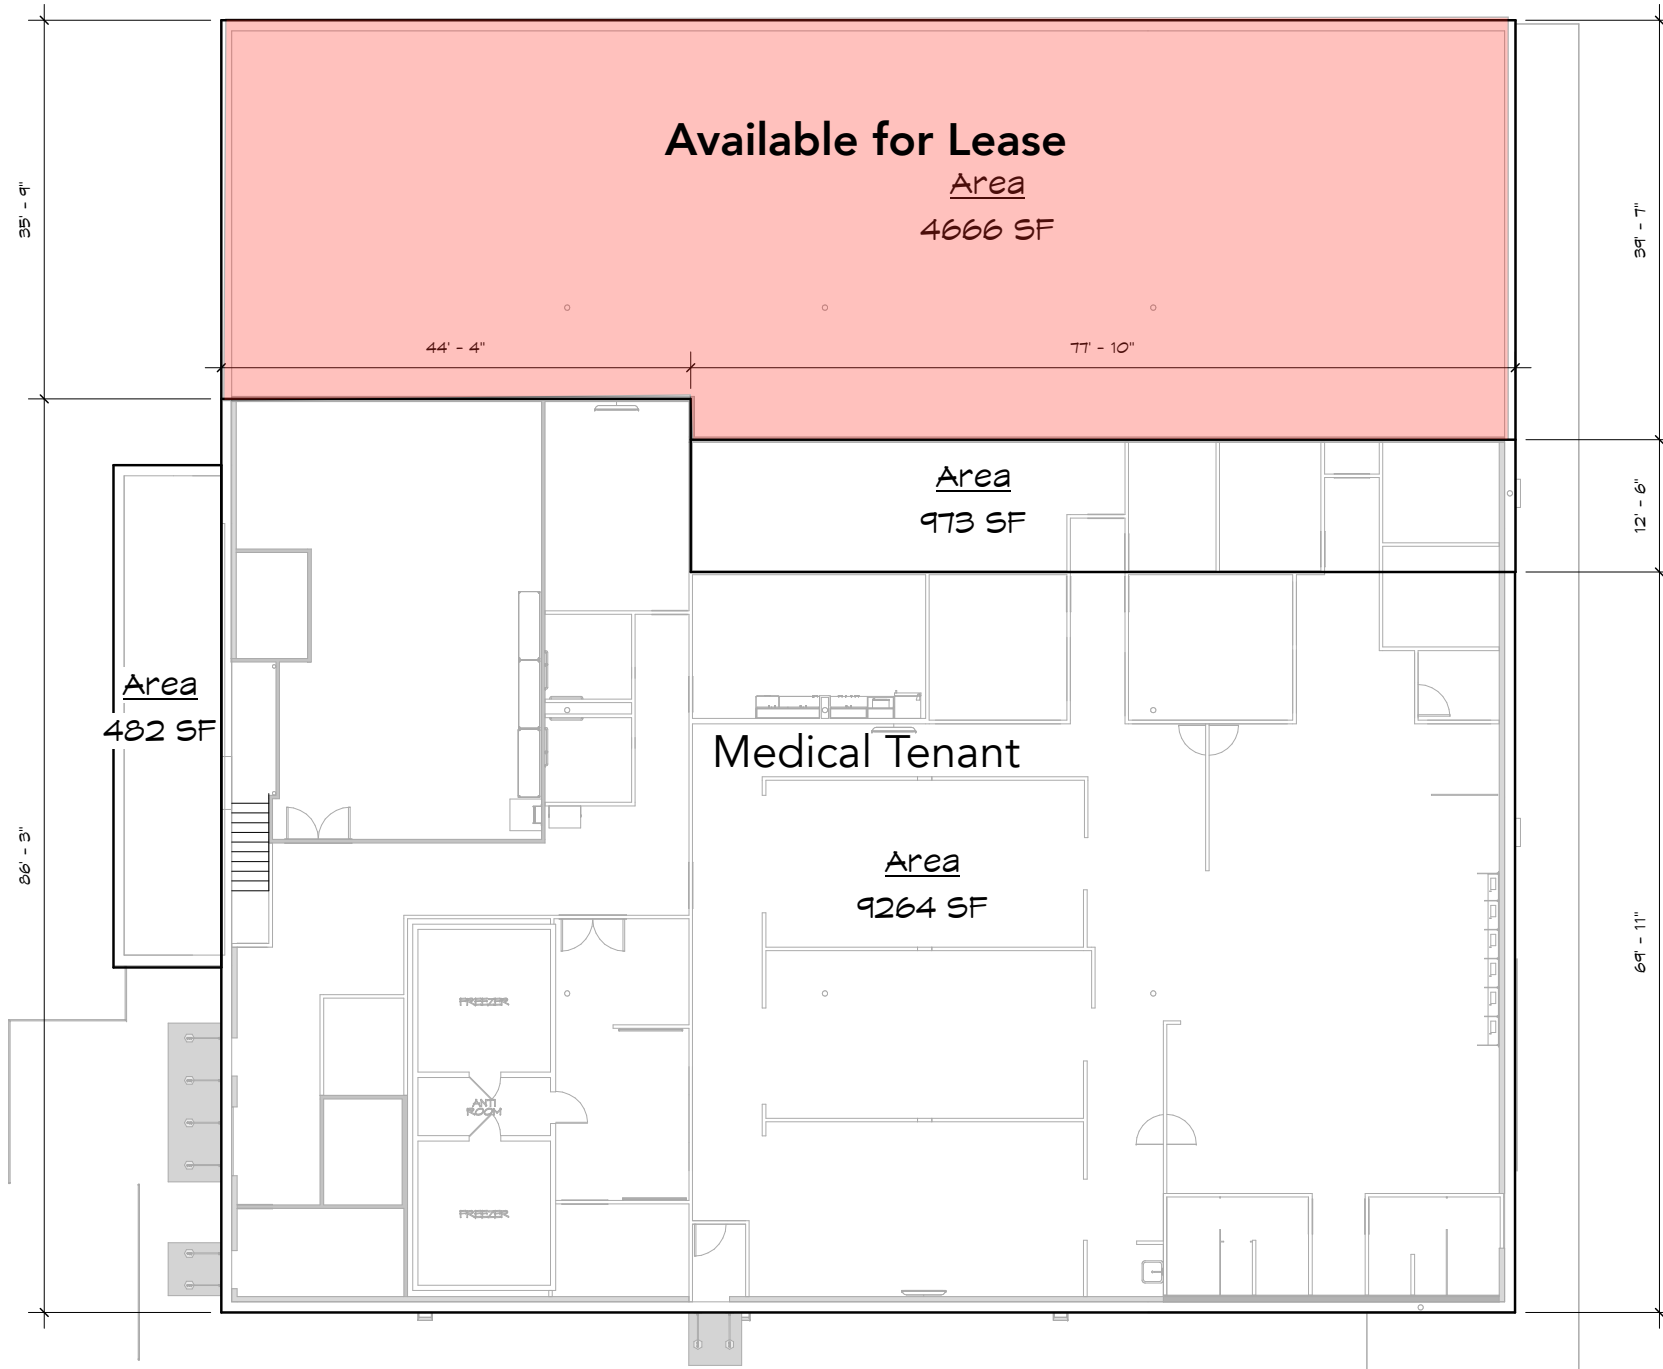 Available for Lease
Area
4666 SF
35' - 9"
39' - 7"
44' - 4"
77' - 10"
Area
973 SF
12' - 6"
Area
482 SF
Medical Tenant
86' - 3"
Area
9264 SF
69' - 11"
FREEZER
ANTI
ROOM
FREEZER